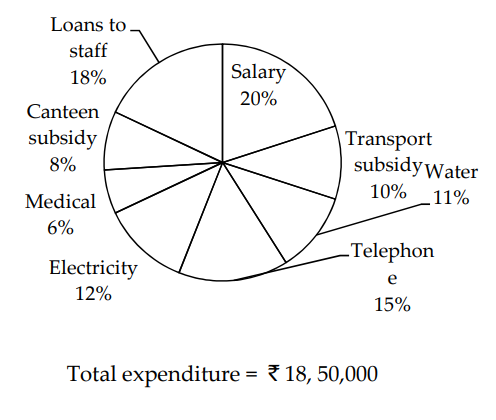 Loans to
staff
18%
Salary
20%
Canteen
subsidy
8%
Transport
subsidy
10%
Water
11%
Medical
6%
Telephon
e
15%
Electricity
12%
Total expenditure = ₹ 18, 50,000